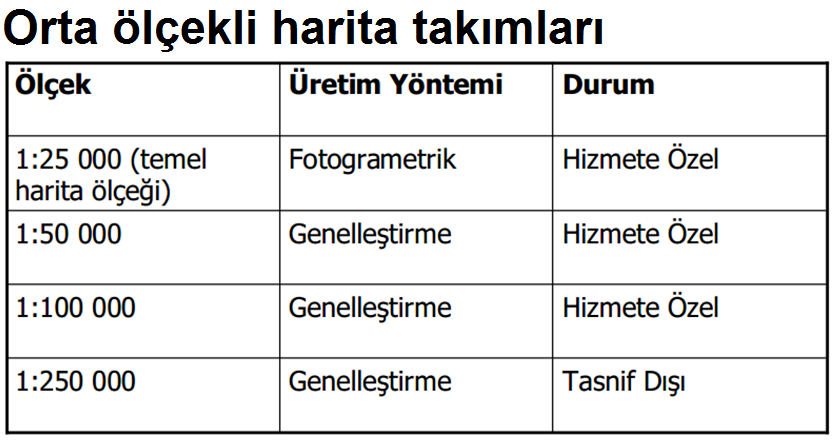 Orta ölçekli harita takımları
Ölçek Üretim Yöntemi Durum
1:25 000 (temel harita ölçeği) Fotogrametrik Hizmete Özel
1:50 000 Genelleştirme Hizmete Özel
1:100 000 Genelleştirme Hizmete Özel
1:250 000 Genelleştirme Tasnif Dışı